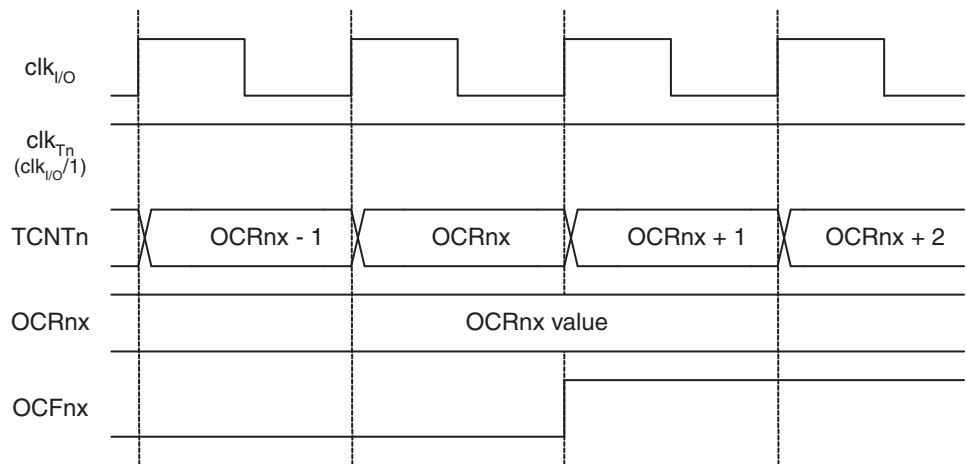 clkI/O
clkTn
(clkI/O/1)
TCNTn
OCRnx - 1
OCRnx
OCRnx + 1
OCRnx + 2
OCRnx
OCRnx value
OCFnx